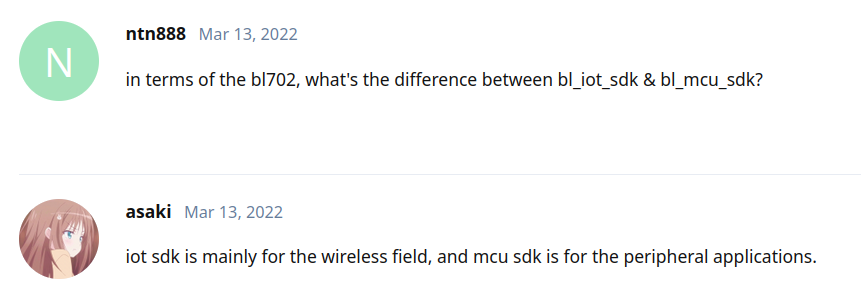 N
ntn888 Mar 13, 2022
in terms of the bl702, what's the difference between bl_iot_sdk & bl_mcu_sdk?
asaki Mar 13, 2022
iot sdk is mainly for the wireless field, and mcu sdk is for the peripheral applications.